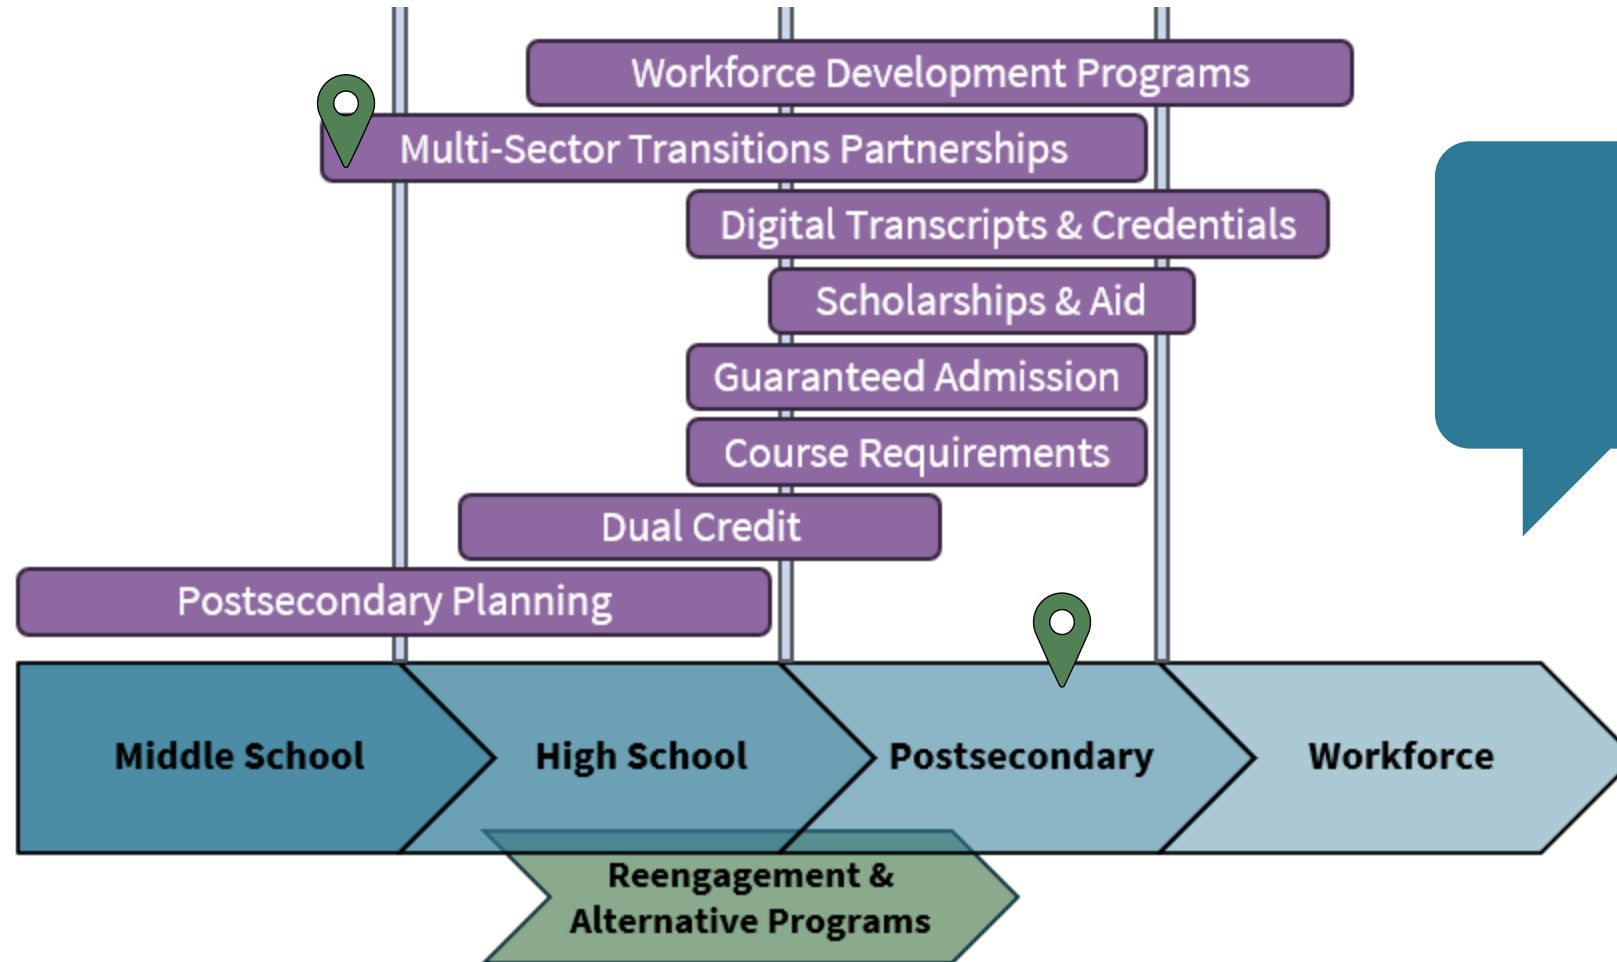 Workforce Development Programs
Multi-Sector Transitions Partnerships
Digital Transcripts & Credentials
Scholarships & Aid
Guaranteed Admission
Course Requirements
Dual Credit
Postsecondary Planning
Middle School
High School
Postsecondary
Workforce
Reengagement &
Alternative Programs